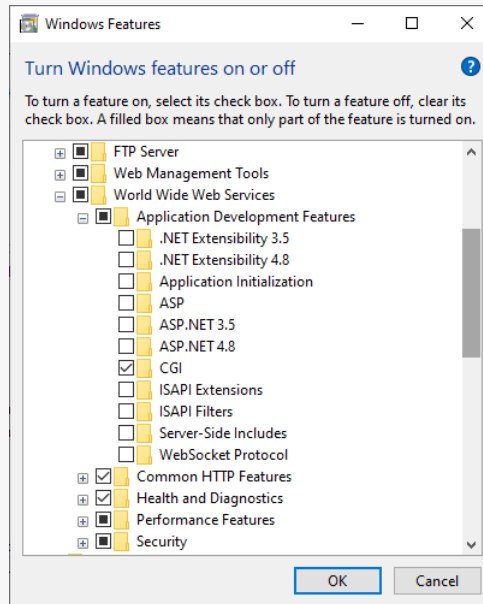 Windows Features
Turn Windows features on or off
?
To turn a feature on, select its check box. To turn a feature off, clear its
check box. A filled box means that only part of the feature is turned on.
FTP Server
Web Management Tools
World Wide Web Services
Application Development Features
.NET Extensibility 3.5
.NET Extensibility 4.8
Application Initialization
ASP
ASP.NET 3.5
ASP.NET 4.8
CGI
ISAPI Extensions
ISAPI Filters
Server-Side Includes
WebSocket Protocol
Common HTTP Features
Health and Diagnostics
Performance Features
Security
OK Cancel